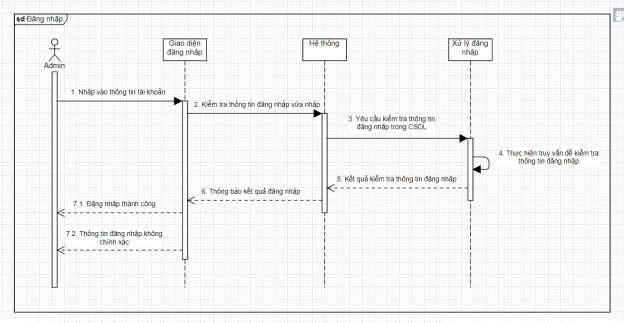 sd Đăng nhập
Giao diện
đăng nhập
Hệ thống
Xử lý đăng
nhập
Admin
1. Nhập vào thông tin tài khoản
2. Kiểm tra thông tin đăng nhập vừa nhập
3. Yêu cầu kiểm tra thông tin
đăng nhập trong CSDL
4. Thực hiện truy vấn để kiểm tra
thông tin đăng nhập
5. Kết quả kiểm tra thông tin đăng nhập
6. Thông báo kết quả đăng nhập
7.1. Đăng nhập thành công
7.2. Thông tin đăng nhập không
chính xác